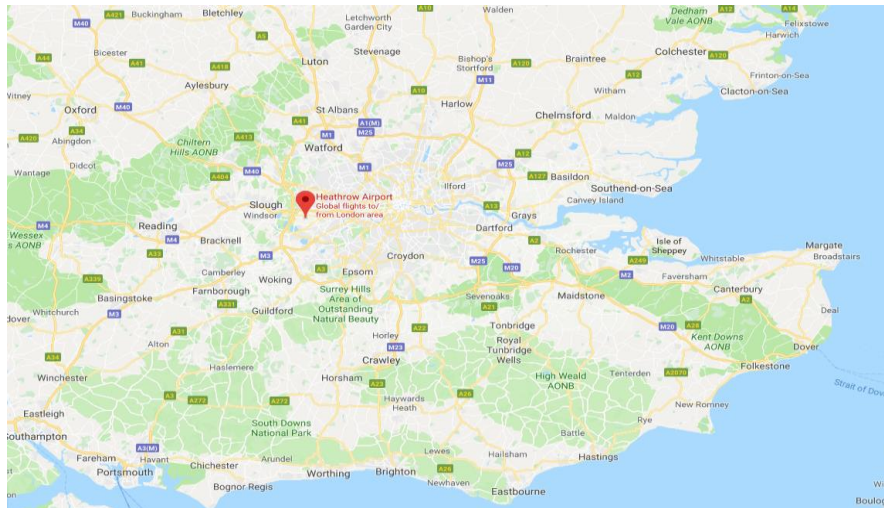 A421
Buckingham
Bletchley
M40
A5
Letchworth
Garden City
A10
Walden
Dedham
Vale AONB
A12
A14
Felixstowe
Harwich
A44
Bicester
A41
A418
Luton
Stevenage
Bishop's
Stortford
A120
Braintree
Colchester
A120
M11
Frinton-on-Sea
Clacton-on-Sea
Witney
Aylesbury
A10
Witham
A12
Oxford
M40
St Albans
Harlow
A34
A41
A1(M)
M25
Chelmsford
Maldon
A420
Abingdon
Chiltern
Hills AONB
A413
M1
Watford
Didcot
Wantage
A404
M40
M1
M25
A12
A127
Basildon
Ilford
Southend-on-Sea
Canvey Island
Slough
Windsor
Heathrow Airport
Global flights to/
from London area
A13
Grays
M4
Reading
M4
Bracknell
Dartford
A2
Wessex
s AONB
A33
M3
Croydon
M25
Rochester
Isle of
Sheppey
A249
Whitstable
Margate
Broadstairs
Camberley
A3
Epsom
M20
M2
Faversham
A339
Woking
Farnborough
Canterbury
Basingstoke
A331
Surrey Hills
Area of
Outstanding
Natural Beauty
Sevenoaks
Maidstone
A2
Whitchurch
M3
Guildford
A21
Deal
dover
A31
Alton
Horley
A22
Tonbridge
M20
A28
Kent Downs
AONB
Dover
M23
Royal
Tunbridge
Wells
A34
Haslemere
Crawley
Folkestone
Winchester
Horsham
A23
High Weald
AONB
Tenterden
A2070
Strait of Dov
A3
A272
A272
Haywards
Heath
A26
New Romney
Eastleigh
South Downs
National Park
Rye
Southampton
A3(M)
Battle
Fareham
Havant
Chichester
Arundel
Lewes
Hailsham
Hastings
Portsmouth
Worthing
Brighton
A26
Newhaven
Bognor Regis
Eastbourne
Wi
Boulog